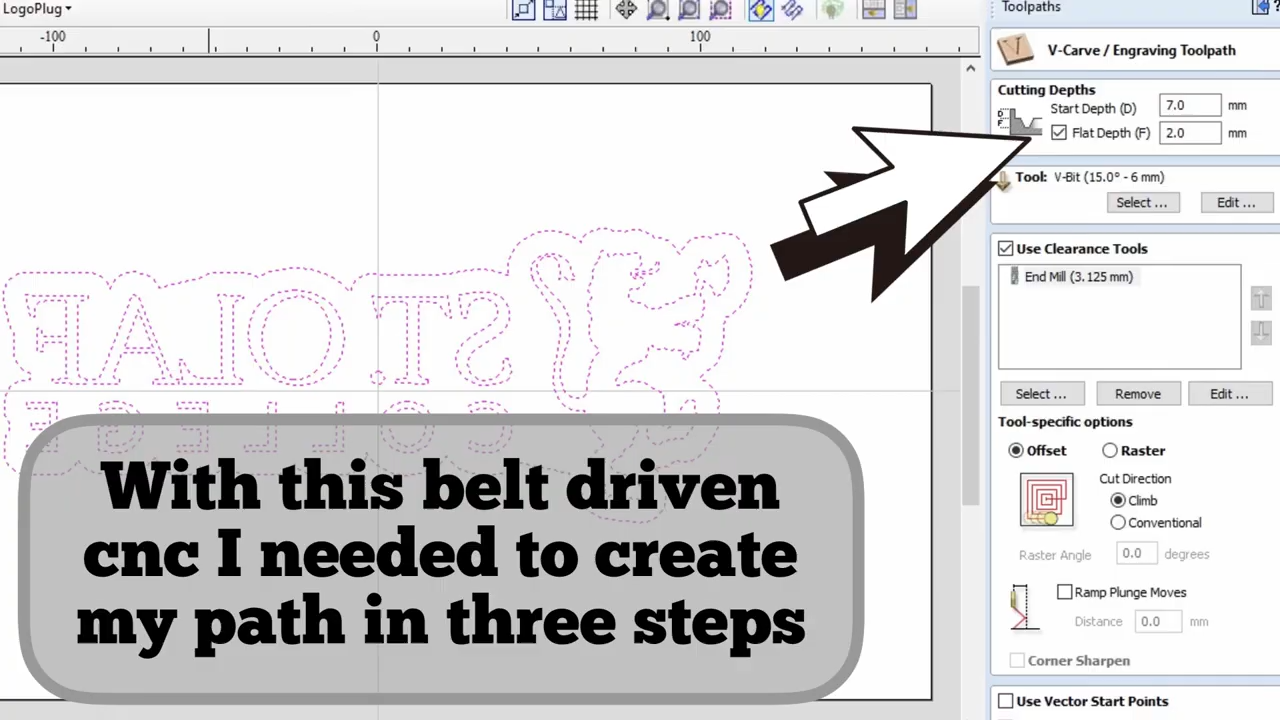 LogoPlug
Toolpaths
-100
0
100
V-Carve / Engraving Toolpath
Cutting Depths
D
F
Start Depth (D) 7.0 mm
Flat Depth (F) 2.0 mm
Tool: V-Bit (15.0° - 6 mm)
Select ... Edit ...
Use Clearance Tools
End Mill (3.125 mm)
Select ... Remove Edit ...
Tool-specific options
Offset Raster
Cut Direction
Climb
Conventional
Raster Angle 0.0 degrees
Ramp Plunge Moves
Distance 0.0 mm
Corner Sharpen
Use Vector Start Points
ST. OLAF
COLLEGE
With this belt driven
cnc I needed to create
my path in three steps